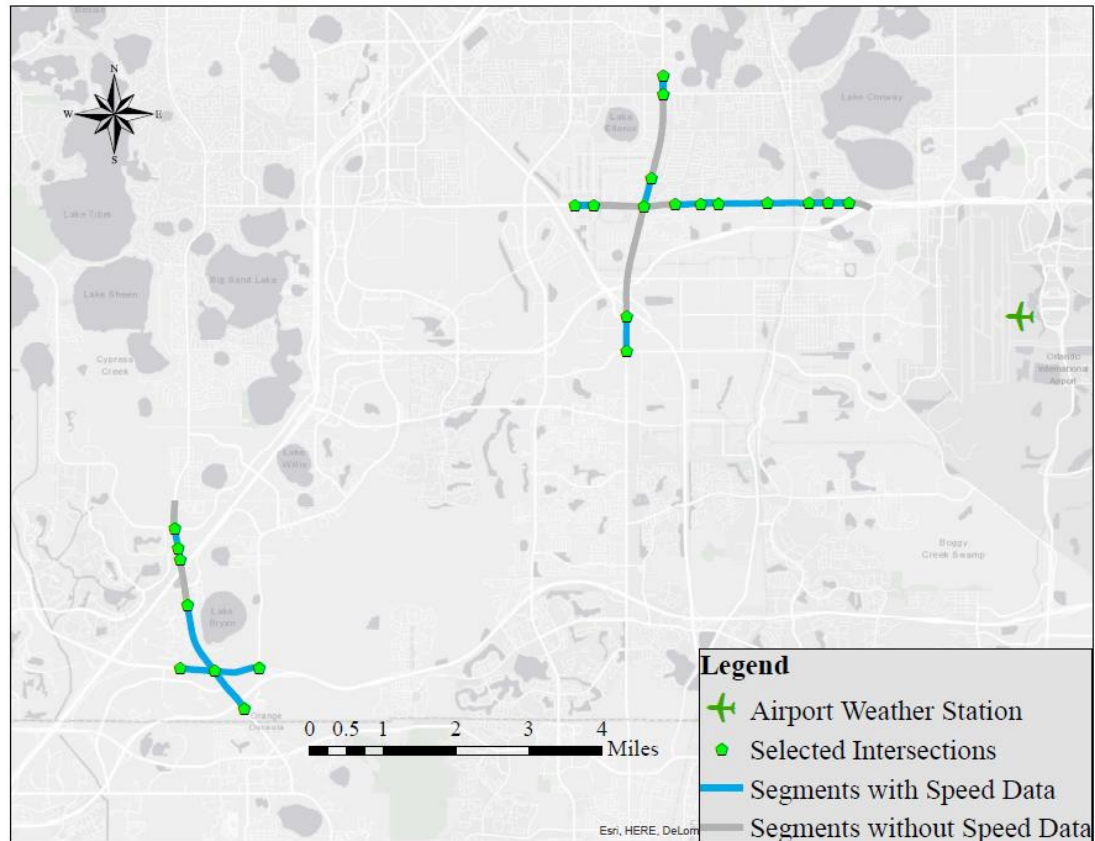 N
W E
S
Lake Ellenor
Lake Conway
Lake Tibet
Big Sand Lake
Lake Sheen
Cypress
Creek
Orlando
International
Airport
Lake
Willis
Boggy
Creek Swamp
Lake
Bryan
Orange
0 0.5 1 2 3 4
Miles
Legend
Airport Weather Station
Selected Intersections
Segments with Speed Data
Segments without Speed Data
Esri, HERE, DeLorm